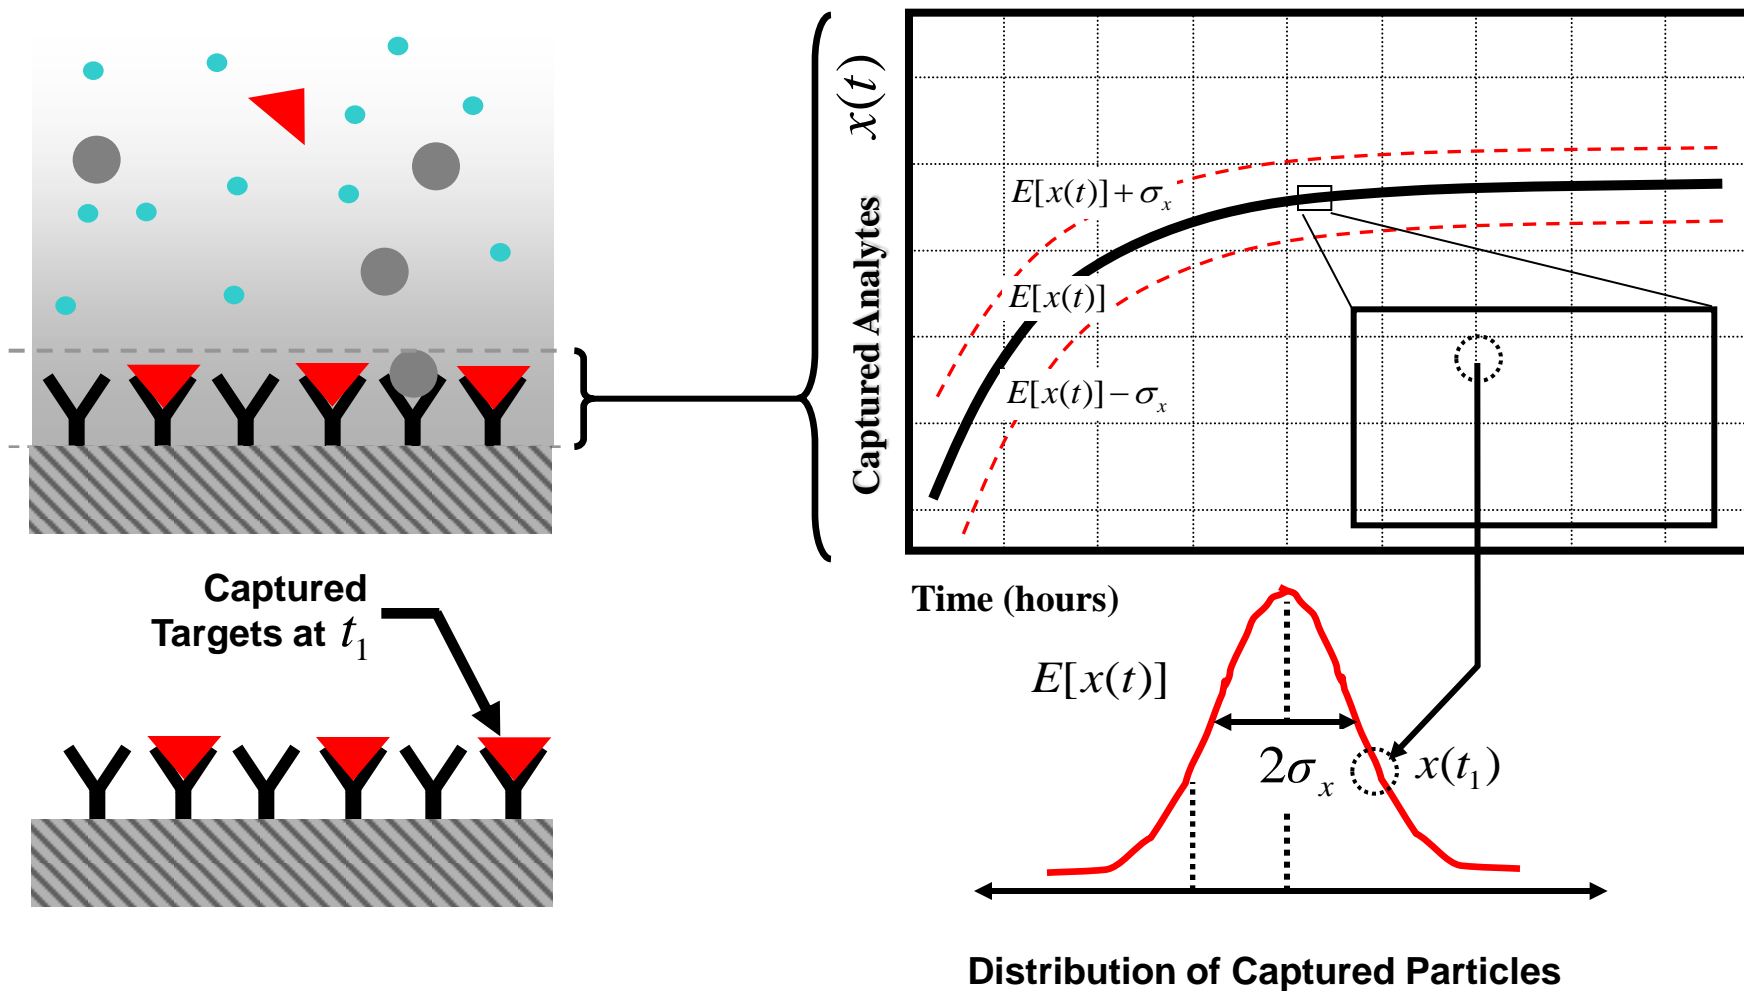 Captured Analytes x(t)
E[x(t)] + σₓ
E[x(t)]
E[x(t)] − σₓ
Time (hours)
Captured
Targets at t₁
E[x(t)]
2σₓ
x(t₁)
Distribution of Captured Particles